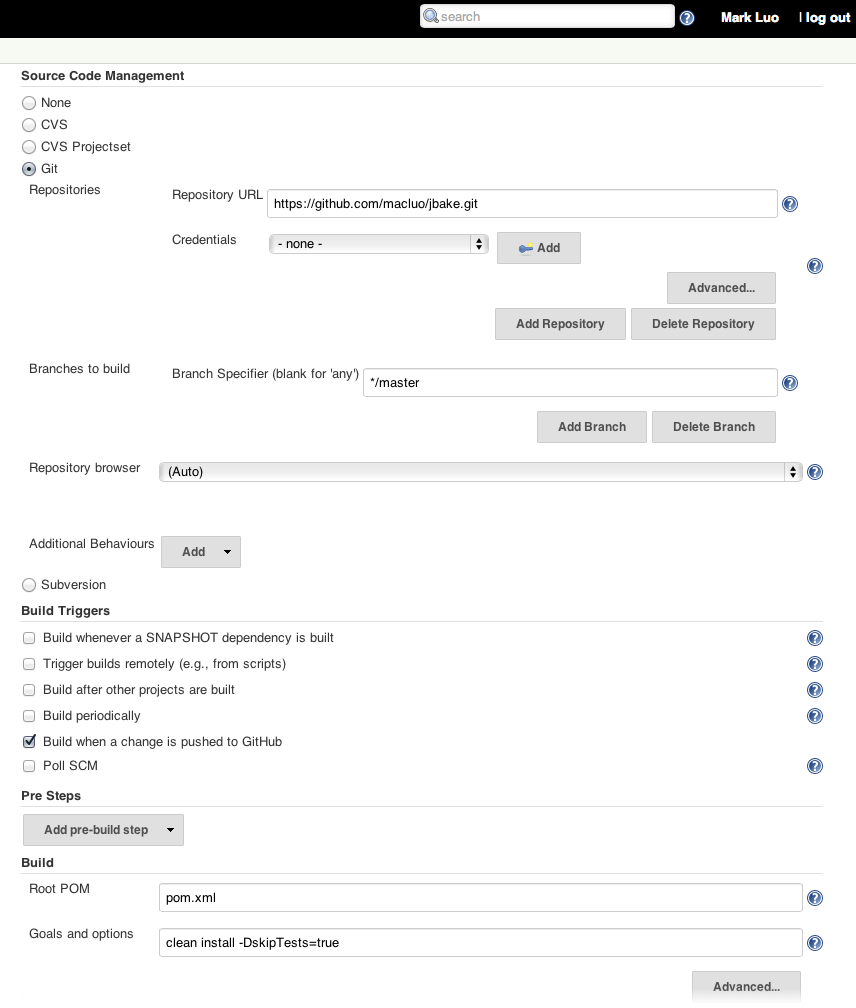 search
Mark Luo | log out
Source Code Management
None
CVS
CVS Projectset
Git
Repositories
Repository URL https://github.com/macluo/jbake.git
Credentials - none - Add
Advanced...
Add Repository Delete Repository
Branches to build
Branch Specifier (blank for 'any') */master
Add Branch Delete Branch
Repository browser (Auto)
Additional Behaviours Add
Subversion
Build Triggers
Build whenever a SNAPSHOT dependency is built
Trigger builds remotely (e.g., from scripts)
Build after other projects are built
Build periodically
Build when a change is pushed to GitHub
Poll SCM
Pre Steps
Add pre-build step
Build
Root POM pom.xml
Goals and options clean install -DskipTests=true
Advanced...